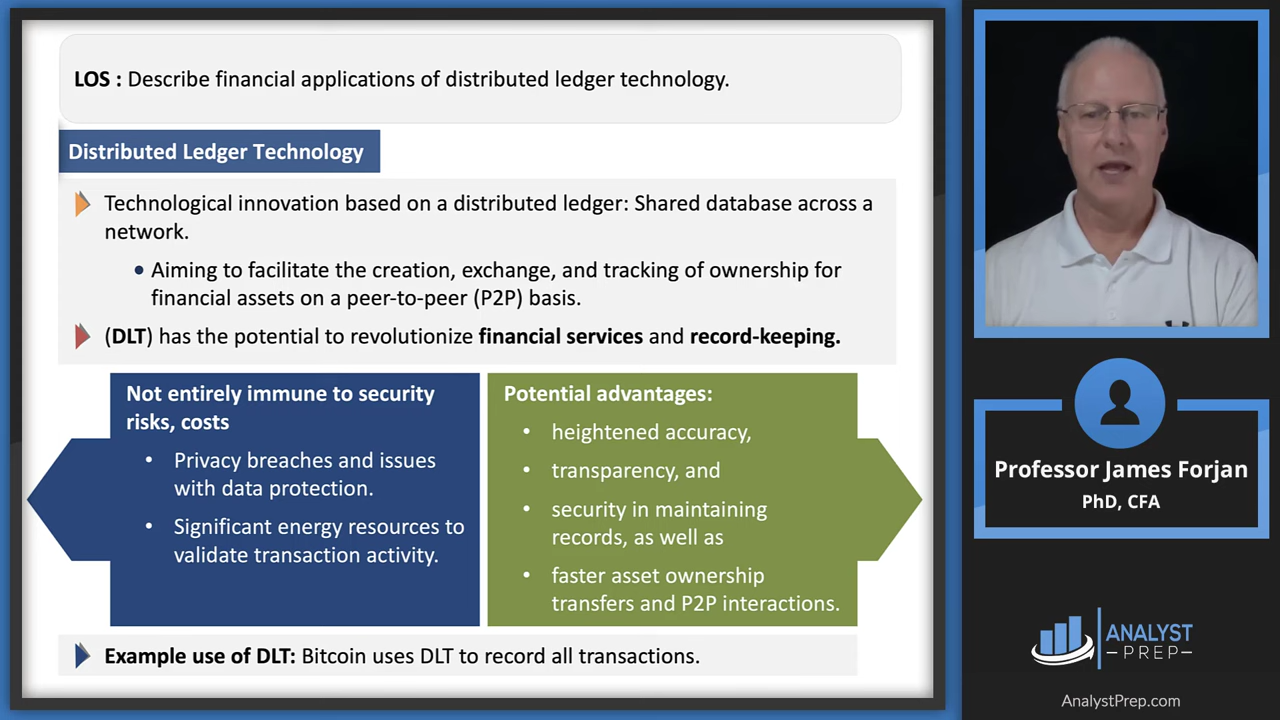 LOS : Describe financial applications of distributed ledger technology.
Distributed Ledger Technology
Technological innovation based on a distributed ledger: Shared database across a
network.
• Aiming to facilitate the creation, exchange, and tracking of ownership for
financial assets on a peer-to-peer (P2P) basis.
(DLT) has the potential to revolutionize financial services and record-keeping.
Not entirely immune to security
risks, costs
• Privacy breaches and issues
with data protection.
• Significant energy resources to
validate transaction activity.
Potential advantages:
• heightened accuracy,
• transparency, and
• security in maintaining
records, as well as
• faster asset ownership
transfers and P2P interactions.
Example use of DLT: Bitcoin uses DLT to record all transactions.
Professor James Forjan
PhD, CFA
ANALYST
PREP
AnalystPrep.com